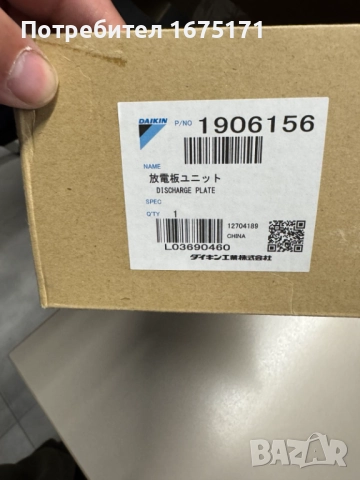 Потребител 1675171
DAIKIN P/NO 1906156
NAME
放電板ユニット
DISCHARGE PLATE
SPEC
Q'TY 1
12704189
L03690460 CHINA
ダイキン工業株式会社
bazar
БГ